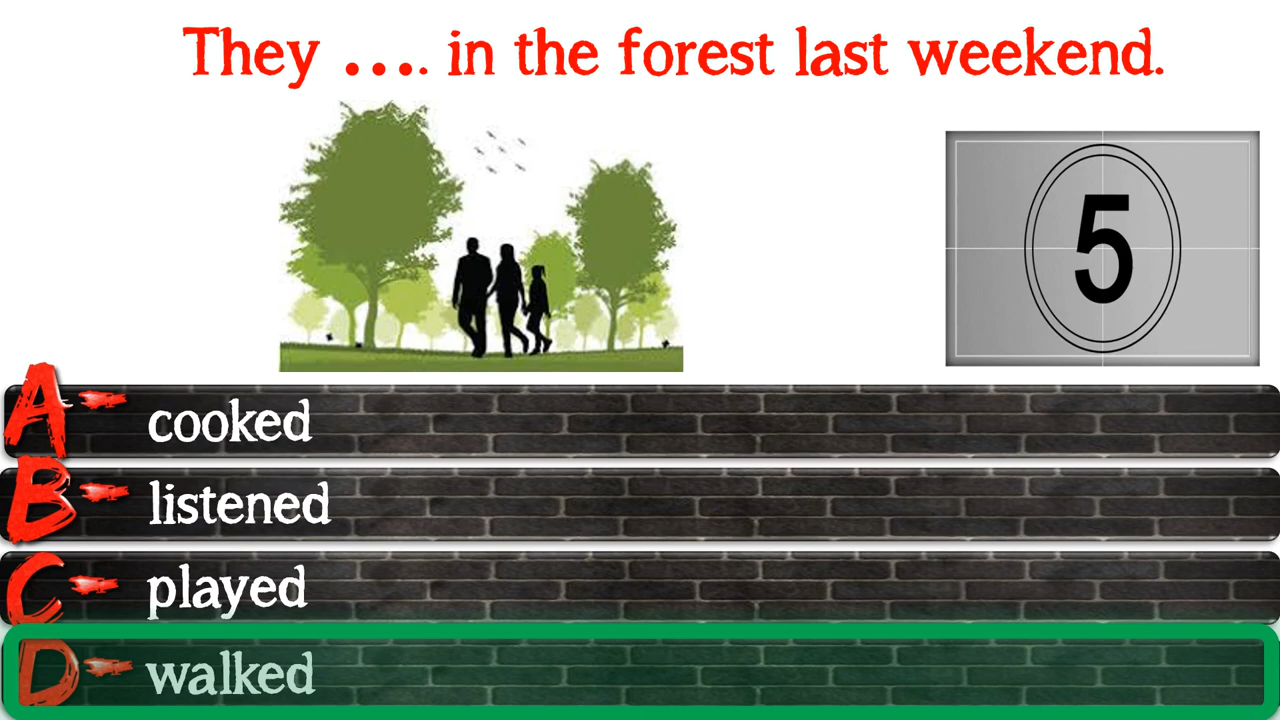 They .... in the forest last weekend.
5
A- cooked
B- listened
C- played
D- walked